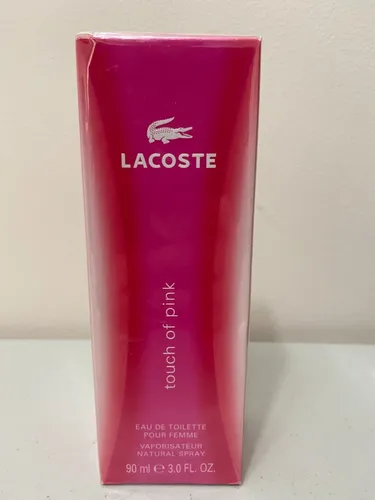 LACOSTE
touch of pink
EAU DE TOILETTE
POUR FEMME
VAPORISATEUR
NATURAL SPRAY
90 ml ℮ 3.0 FL. OZ.